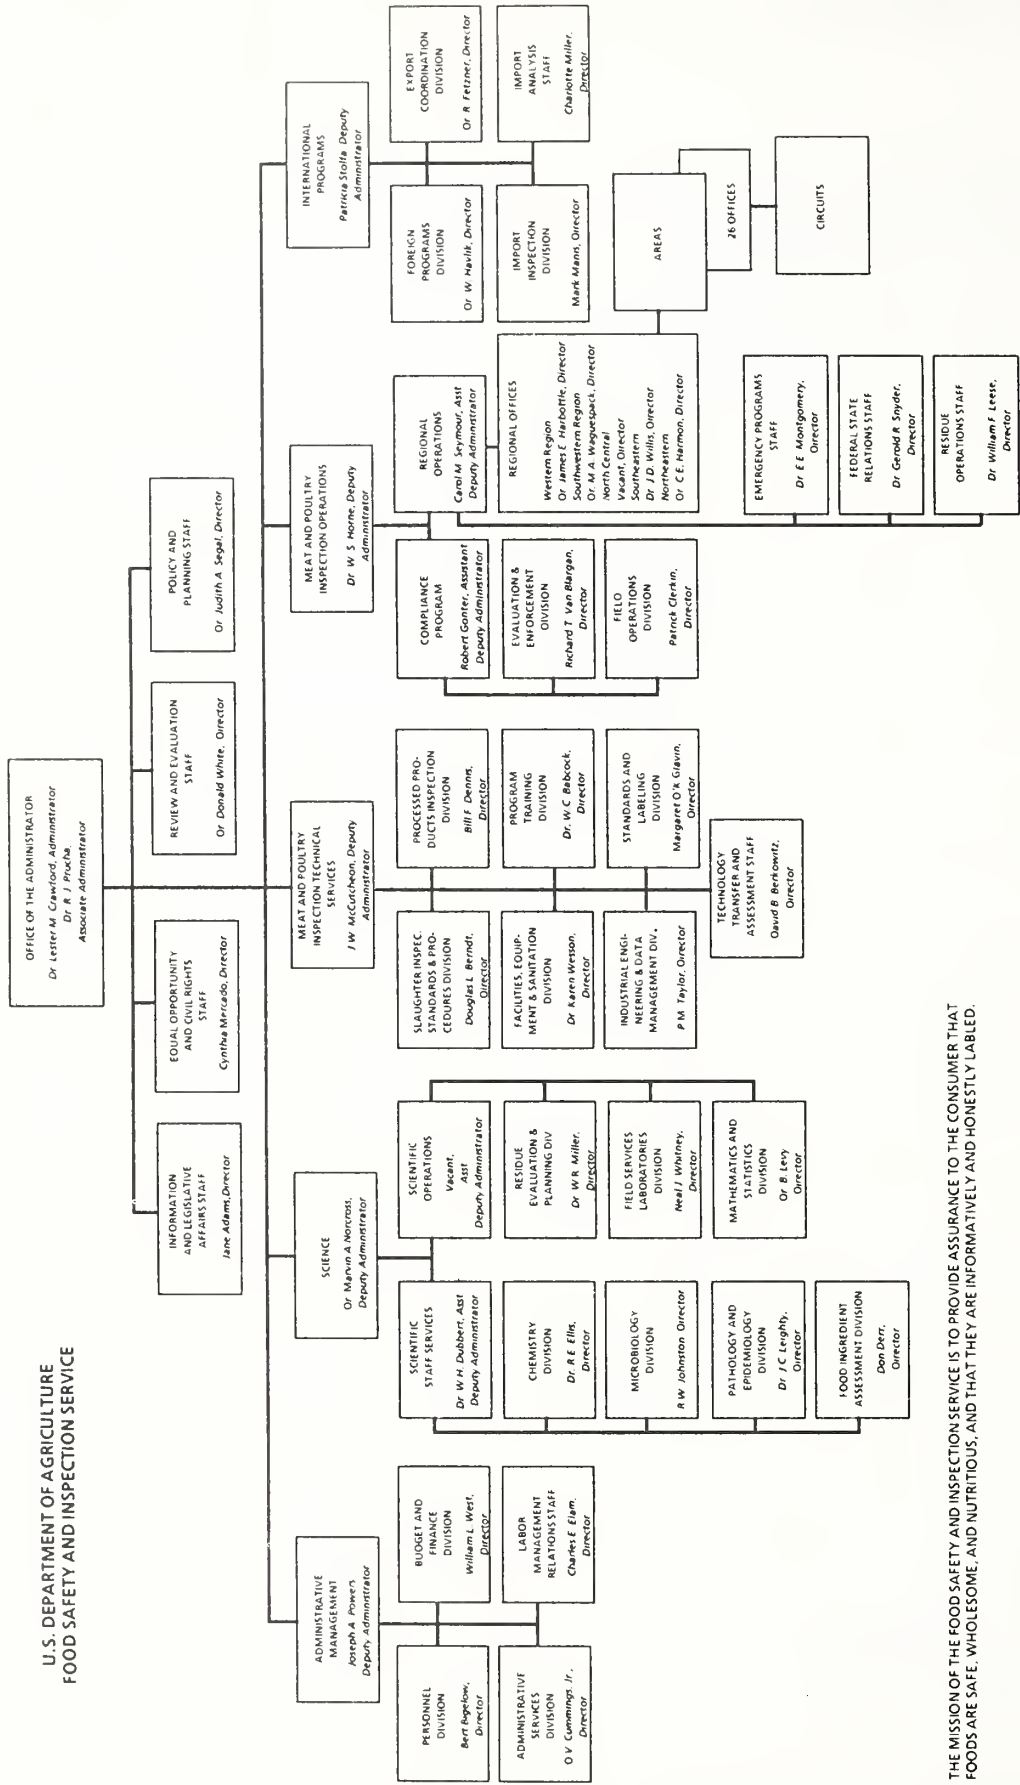 U.S. DEPARTMENT OF AGRICULTURE
FOOD SAFETY AND INSPECTION SERVICE
OFFICE OF THE ADMINISTRATOR
Dr Lester M Crawford, Administrator
Dr R J Prucha,
Associate Administrator
INFORMATION
AND LEGISLATIVE
AFFAIRS STAFF
Jane Adams, Director
EQUAL OPPORTUNITY
AND CIVIL RIGHTS
STAFF
Cynthia Mercado, Director
REVIEW AND EVALUATION
STAFF
Or Donald White, Director
POLICY AND
PLANNING STAFF
Or Judith A Segal, Director
ADMINISTRATIVE
MANAGEMENT
Joseph A Powers
Deputy Administrator
PERSONNEL
DIVISION
Bert Bigelow,
Director
BUDGET AND
FINANCE
DIVISION
William L. West,
Director
ADMINISTRATIVE
SERVICES
DIVISION
O V Cummings, Jr,
Director
LABOR
MANAGEMENT
RELATIONS STAFF
Charles E Elam,
Director
SCIENCE
Or Marvin A Norcross,
Deputy Administrator
SCIENTIFIC
STAFF SERVICES
Dr W H. Dubbert, Asst
Deputy Administrator
CHEMISTRY
DIVISION
Dr. R E Ellis,
Director
MICROBIOLOGY
DIVISION
R W Johnston Director
PATHOLOGY AND
EPIDEMIOLOGY
DIVISION
Dr J C Leighty,
Director
FOOD INGREDIENT
ASSESSMENT DIVISION
Don Derr,
Director
SCIENTIFIC
OPERATIONS
Vacant,
Asst
Deputy Administrator
RESIDUE
EVALUATION &
PLANNING DIV
Dr W R Miller,
Director
FIELD SERVICES
LABORATORIES
DIVISION
Neal J Whitney,
Director
MATHEMATICS AND
STATISTICS
DIVISION
Or B. Levy
Director
MEAT AND POULTRY
INSPECTION TECHNICAL
SERVICES
J W McCutcheon, Deputy
Administrator
SLAUGHTER INSPEC.
STANDARDS & PRO-
CEDURES DIVISION
Douglas L Berndt,
Director
PROCESSED PRO-
DUCTS INSPECTION
DIVISION
Bill F Dennis,
Director
FACILITIES, EQUIP-
MENT & SANITATION
DIVISION
Dr Karen Wesson,
Director
PROGRAM
TRAINING
DIVISION
Dr. W C Babcock,
Director
INDUSTRIAL ENGI-
NEERING & DATA
MANAGEMENT DIV.
P M Taylor, Director
STANDARDS AND
LABELING
DIVISION
Margaret O'K Glavin,
Director
TECHNOLOGY
TRANSFER AND
ASSESSMENT STAFF
David B Berkowitz,
Director
MEAT AND POULTRY
INSPECTION OPERATIONS
Dr W S Horne, Deputy
Administrator
COMPLIANCE
PROGRAM
Robert Gonter, Assistant
Deputy Administrator
EVALUATION &
ENFORCEMENT
DIVISION
Richard T Van Blargan,
Director
FIELD
OPERATIONS
DIVISION
Patrick Clerkin,
Director
REGIONAL
OPERATIONS
Carol M Seymour, Asst
Deputy Administrator
REGIONAL OFFICES
Western Region
Or James E Harbottle, Director
Southwestern Region
Or. M A Waguespack, Director
North Central
Vacant, Director
Southeastern
Dr J D. Willis, Director
Northeastern
Or C E. Harmon, Director
EMERGENCY PROGRAMS
STAFF
Dr E E Montgomery,
Director
FEDERAL STATE
RELATIONS STAFF
Dr Gerold R Snyder,
Director
RESIDUE
OPERATIONS STAFF
Dr William F Leese,
Director
AREAS
26 OFFICES
CIRCUITS
INTERNATIONAL
PROGRAMS
Patricia Stolfa Deputy
Administrator
FOREIGN
PROGRAMS
DIVISION
Or W Havlik, Director
EXPORT
COORDINATION
DIVISION
Or R Fetzner, Director
IMPORT
INSPECTION
DIVISION
Mark Mann, Director
IMPORT
ANALYSIS
STAFF
Charlotte Miller,
Director
THE MISSION OF THE FOOD SAFETY AND INSPECTION SERVICE IS TO PROVIDE ASSURANCE TO THE CONSUMER THAT
FOODS ARE SAFE, WHOLESOME, AND NUTRITIOUS, AND THAT THEY ARE INFORMATIVELY AND HONESTLY LABLED.